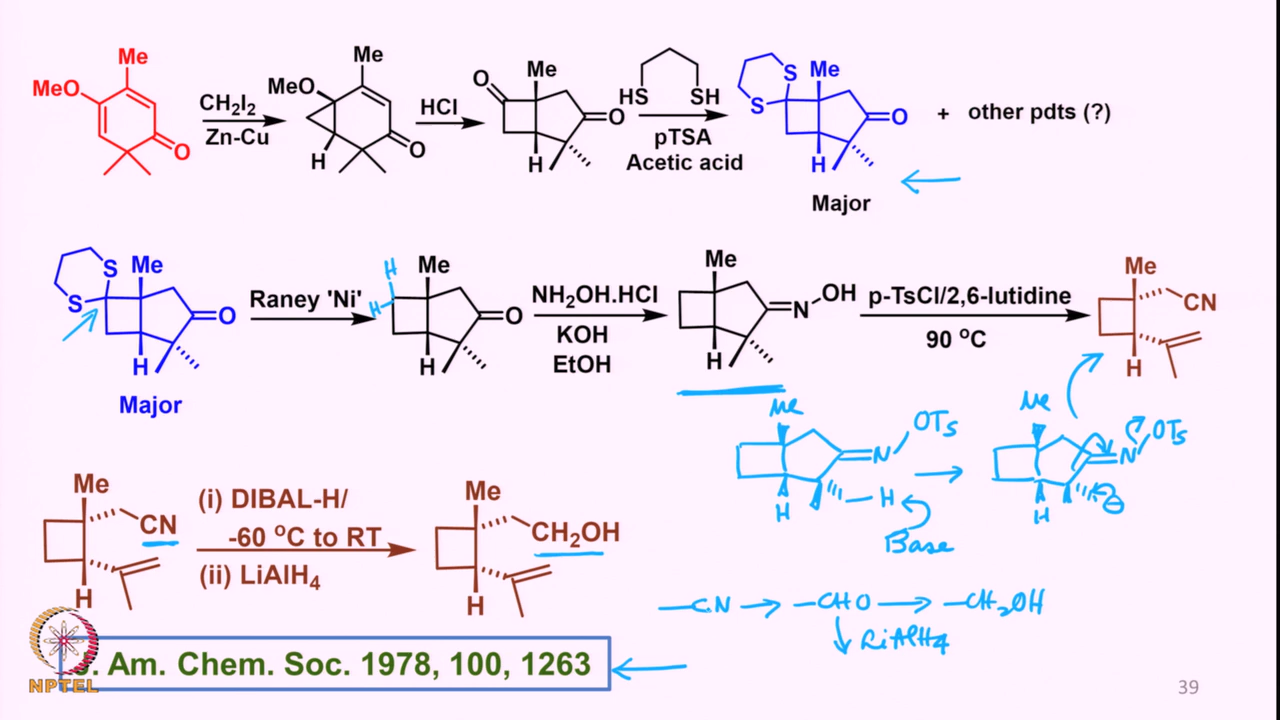 Me
MeO
O
CH2I2
Zn-Cu
Me
MeO
H
O
HCl
O
Me
O
H
HS SH
pTSA
Acetic acid
S
S
Me
O
H
+ other pdts (?)
Major
S
S
Me
O
H
Major
Raney 'Ni'
H
H
Me
O
H
NH2OH.HCl
KOH
EtOH
Me
OH
N
H
p-TsCl/2,6-lutidine
90 °C
Me
CN
H
Me
OTs
N
H
H
Base
Me
OTs
N
H
⊖
Me
CN
H
(i) DIBAL-H/
-60 °C to RT
(ii) LiAlH4
Me
CH2OH
H
—CN → —CHO → —CH2OH
↓ LiAlH4
. Am. Chem. Soc. 1978, 100, 1263
NPTEL
39